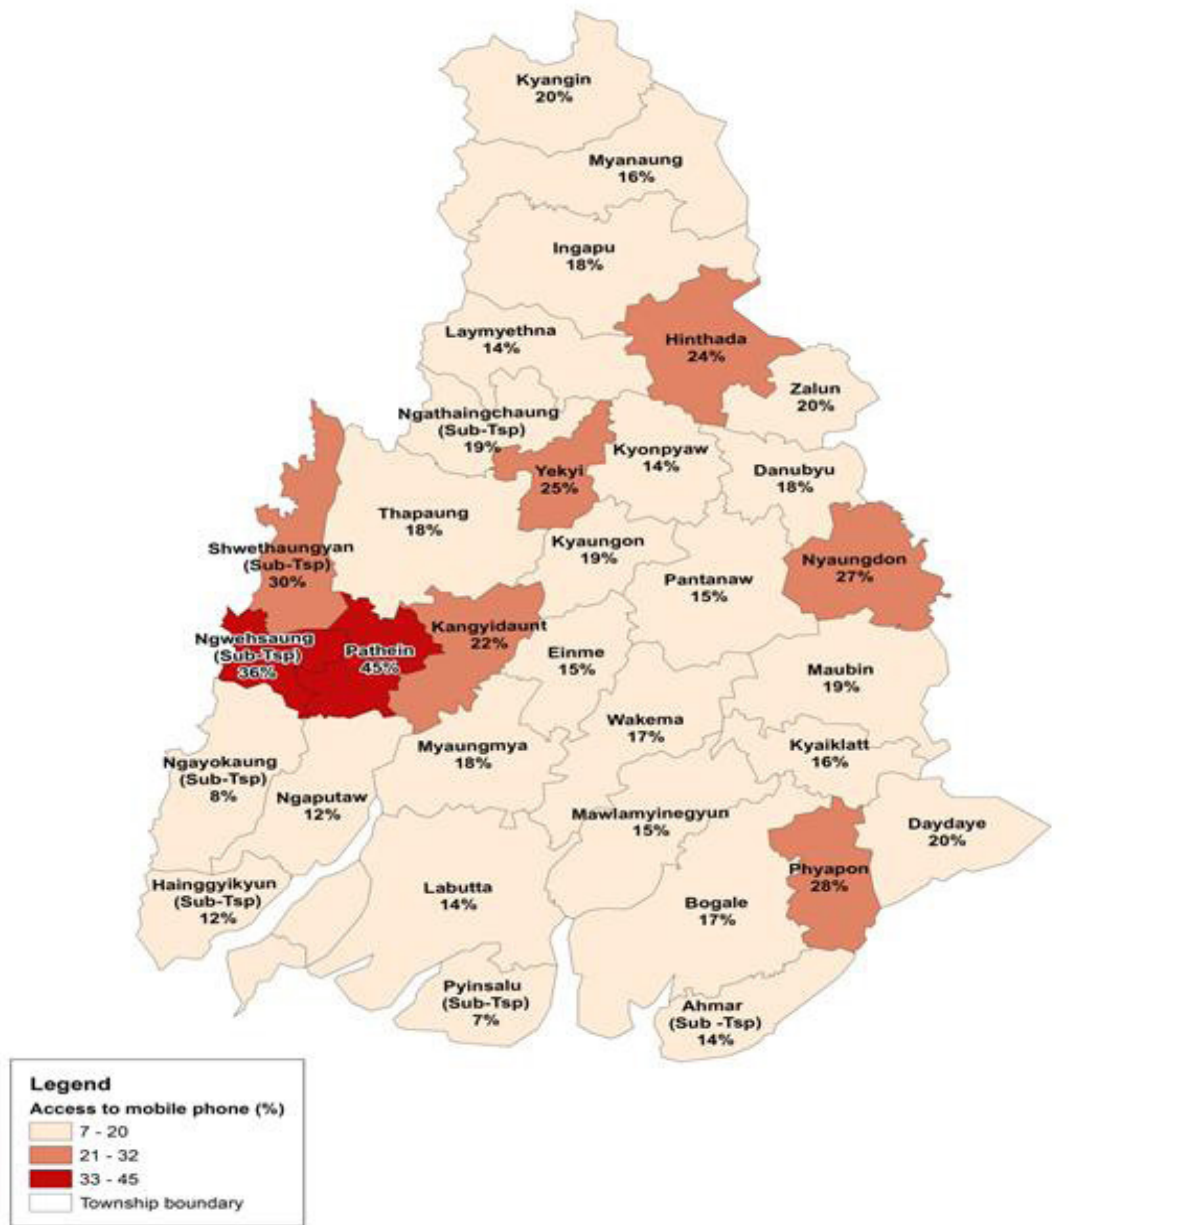 Kyangin
20%
Myanaung
16%
Ingapu
18%
Laymyethna
14%
Hinthada
24%
Zalun
20%
Ngathaingchaung
(Sub-Tsp)
19%
Yekyi
25%
Kyonpyaw
14%
Danubyu
18%
Thapaung
18%
Shwethaungyan
(Sub-Tsp)
30%
Kyaungon
19%
Pantanaw
15%
Nyaungdon
27%
Ngwehsaung
(Sub-Tsp)
36%
Pathein
45%
Kangyidaunt
22%
Einme
15%
Maubin
19%
Wakema
17%
Kyaiklatt
16%
Myaungmya
18%
Ngayokaung
(Sub-Tsp)
8%
Ngaputaw
12%
Mawlamyinegyun
15%
Daydaye
20%
Phyapon
28%
Hainggyikyun
(Sub-Tsp)
12%
Labutta
14%
Bogale
17%
Pyinsalu
(Sub-Tsp)
7%
Ahmar
(Sub -Tsp)
14%
Legend
Access to mobile phone (%)
7 - 20
21 - 32
33 - 45
Township boundary